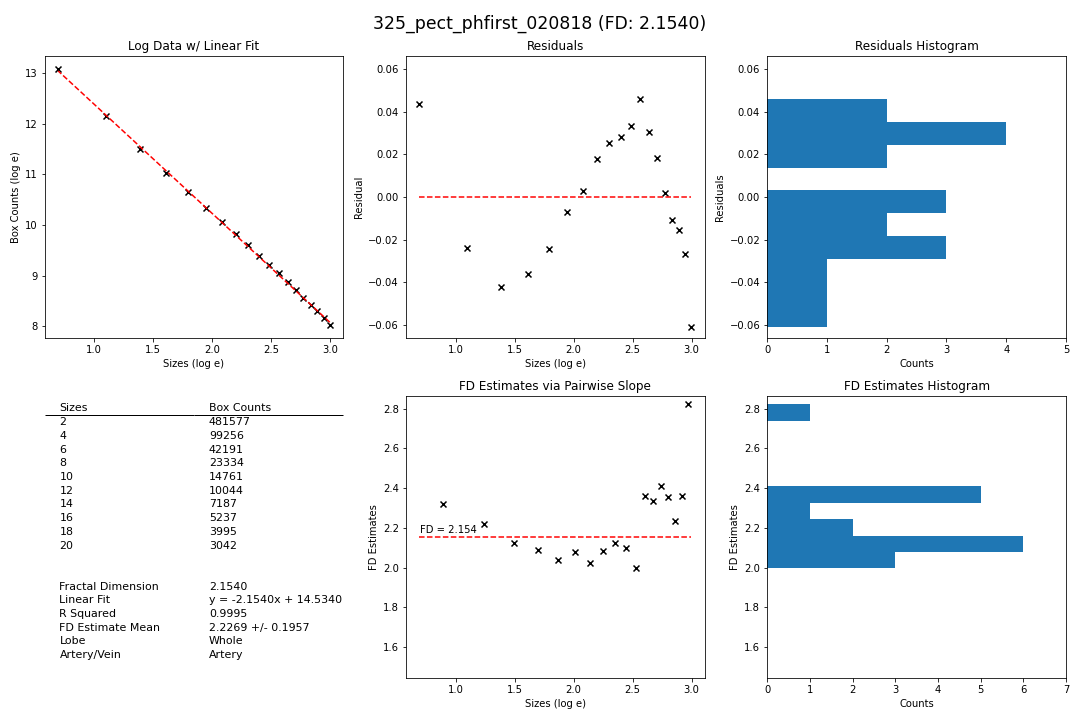 325_pect_phfirst_020818 (FD: 2.1540)
Log Data w/ Linear Fit
Box Counts (log e)
13
12
11
10
9
8
1.0 1.5 2.0 2.5 3.0
Sizes (log e)
Residuals
Residual
0.06
0.04
0.02
0.00
−0.02
−0.04
−0.06
1.0 1.5 2.0 2.5 3.0
Sizes (log e)
Residuals Histogram
Residuals
0.06
0.04
0.02
0.00
−0.02
−0.04
−0.06
0 1 2 3 4 5
Counts
Sizes Box Counts
2 481577
4 99256
6 42191
8 23334
10 14761
12 10044
14 7187
16 5237
18 3995
20 3042
Fractal Dimension 2.1540
Linear Fit y = -2.1540x + 14.5340
R Squared 0.9995
FD Estimate Mean 2.2269 +/- 0.1957
Lobe Whole
Artery/Vein Artery
FD Estimates via Pairwise Slope
FD Estimates
2.8
2.6
2.4
2.2
2.0
1.8
1.6
FD = 2.154
1.0 1.5 2.0 2.5 3.0
Sizes (log e)
FD Estimates Histogram
FD Estimates
2.8
2.6
2.4
2.2
2.0
1.8
1.6
0 1 2 3 4 5 6 7
Counts